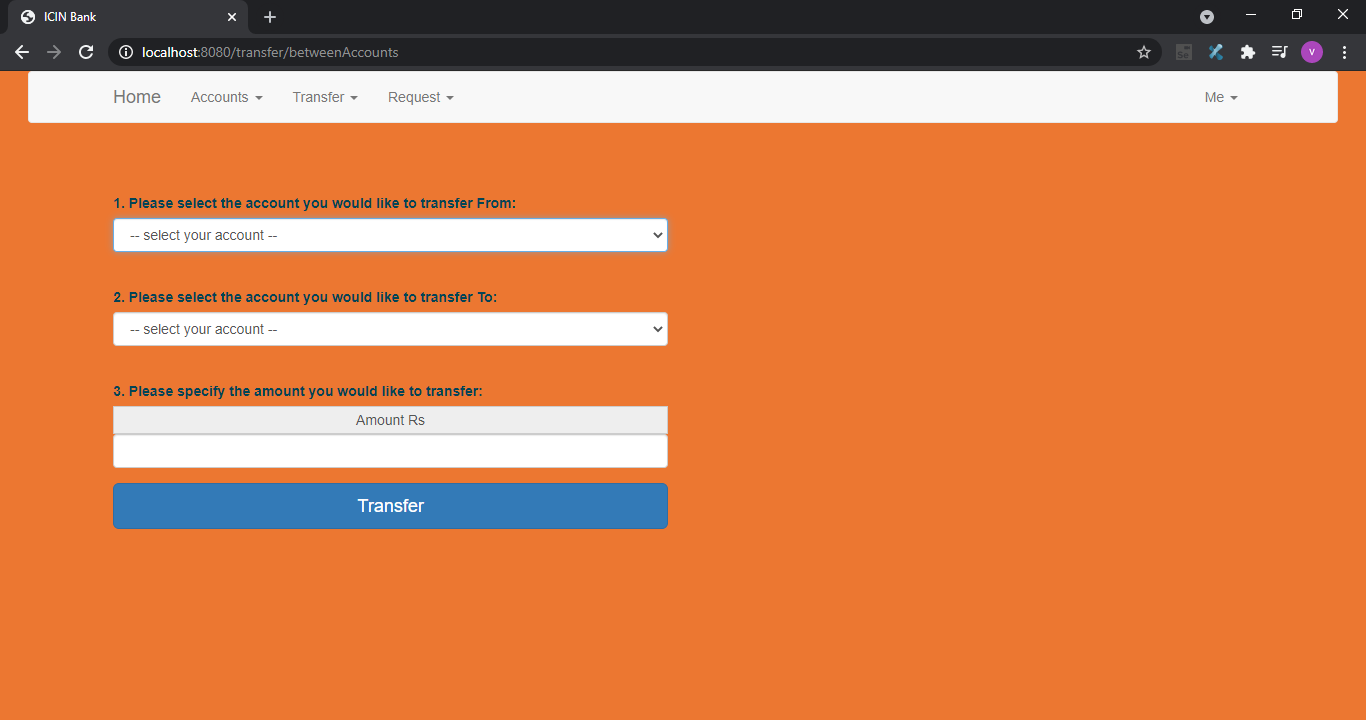 ICIN Bank
localhost:8080/transfer/betweenAccounts
V
Home Accounts Transfer Request Me
1. Please select the account you would like to transfer From:
-- select your account --
2. Please select the account you would like to transfer To:
-- select your account --
3. Please specify the amount you would like to transfer:
Amount Rs
Transfer